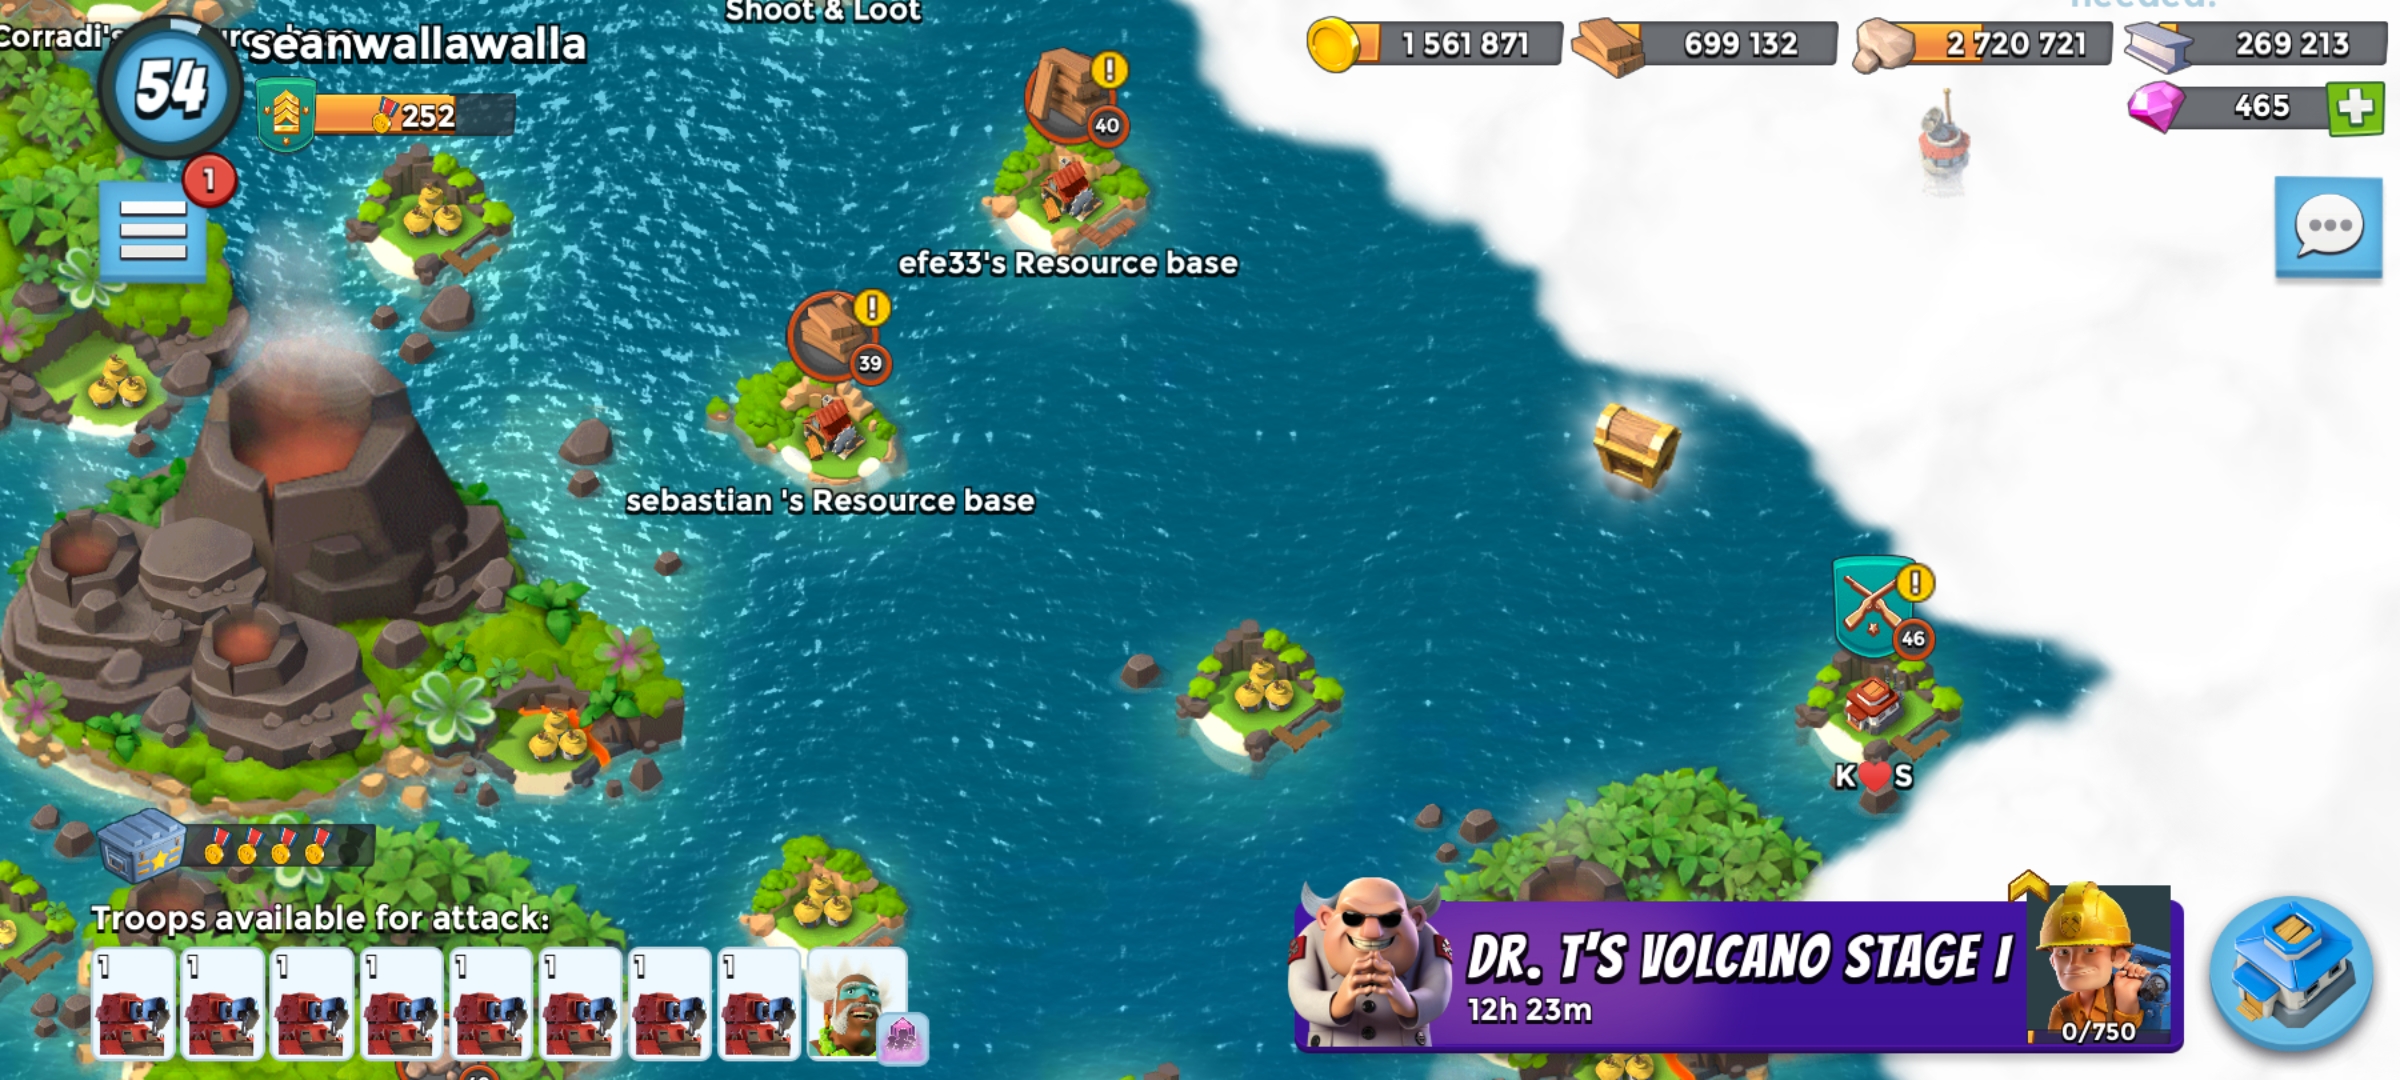 Shoot & Loot
needed!
Corradi's
seanwallawalla
54
252
1 561 871
699 132
2 720 721
269 213
465
1
!
40
efe33's Resource base
!
39
sebastian 's Resource base
!
46
K❤️S
Troops available for attack:
1
1
1
1
1
1
1
1
DR. T'S VOLCANO STAGE I
12h 23m
0/750